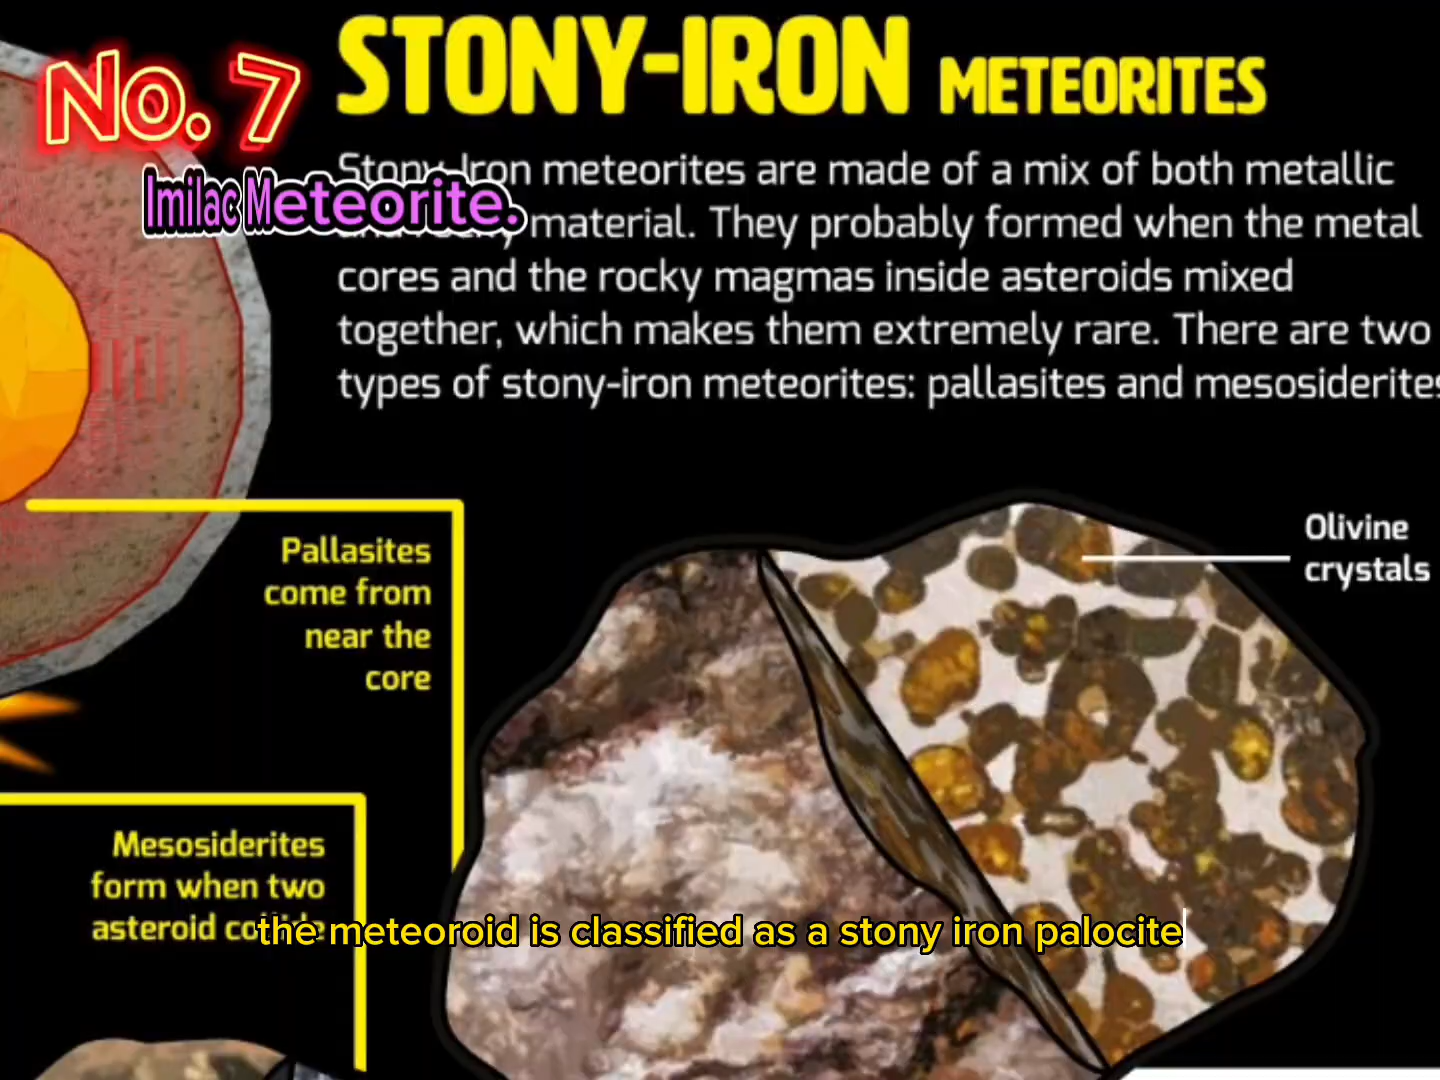 No. 7
STONY-IRON METEORITES
Imilac Meteorite.
Stony-Iron meteorites are made of a mix of both metallic
material. They probably formed when the metal
cores and the rocky magmas inside asteroids mixed
together, which makes them extremely rare. There are two
types of stony-iron meteorites: pallasites and mesosiderites
Olivine
crystals
Pallasites
come from
near the
core
Mesosiderites
form when two
asteroid collide
the meteoroid is classified as a stony iron palocite